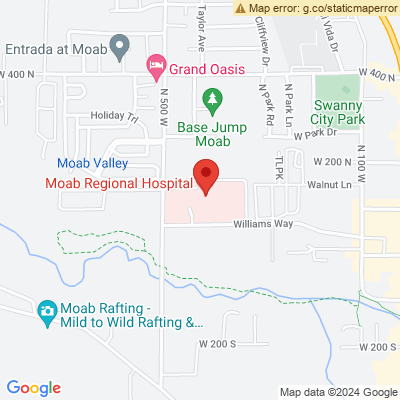 Map error: g.co/staticmaperror
Entrada at Moab
Taylor Ave
Cliffview Dr
Vida Dr
W 400 N
Grand Oasis
W 400 N
N 500 W
Holiday Trl
Base Jump
Moab
N Park Rd
N Park Ln
Swanny
City Park
W Park Dr
Moab Valley
TLPK
W 200 N
N 100 W
Moab Regional Hospital
Walnut Ln
Williams Way
Moab Rafting -
Mild to Wild Rafting &...
W 200 S
W 200 S
Google
Map data ©2024 Google